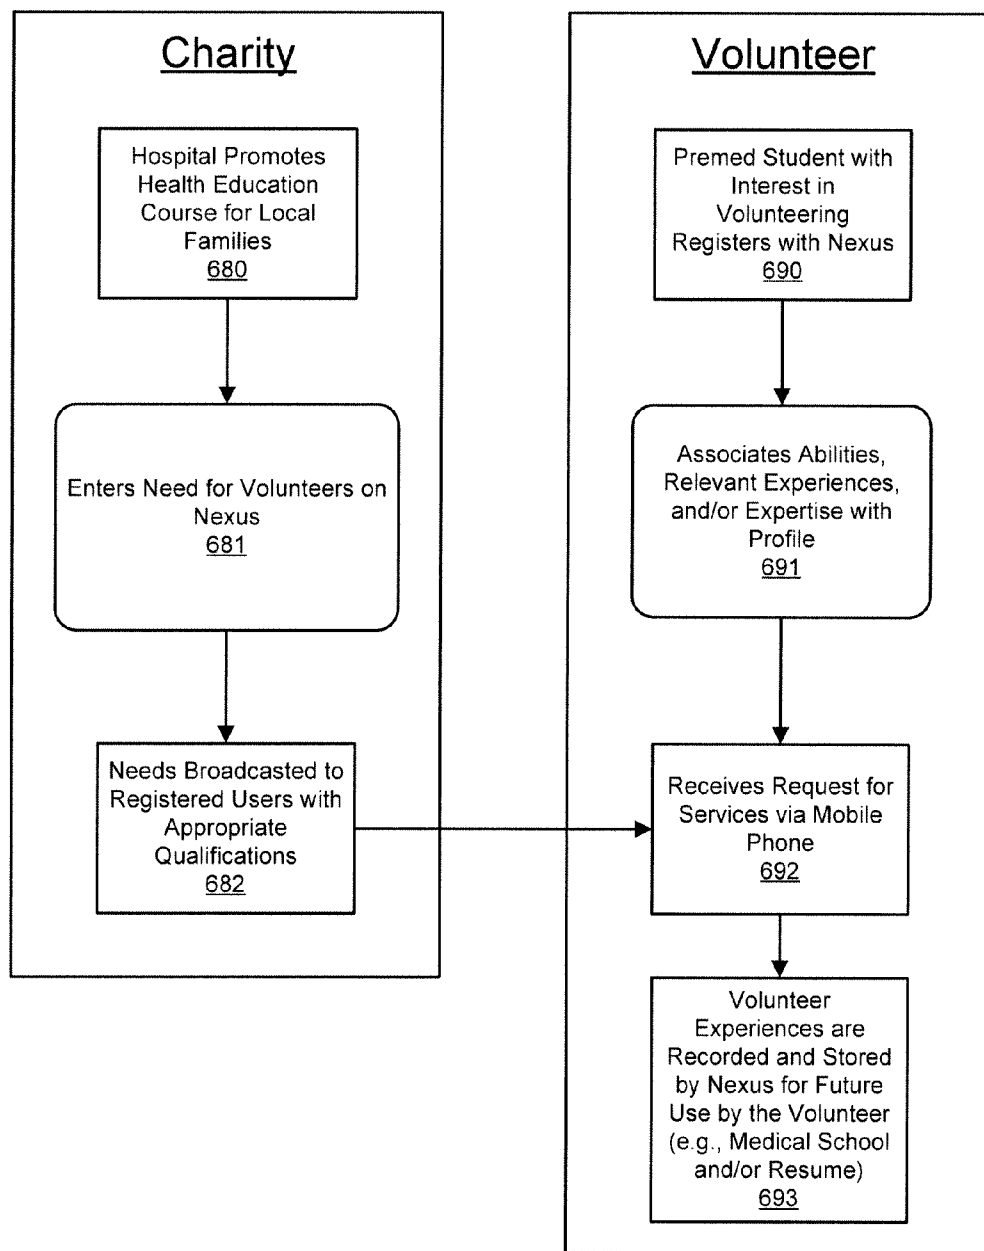 Charity
Hospital Promotes
Health Education
Course for Local
Families
680
Enters Need for Volunteers on
Nexus
681
Needs Broadcasted to
Registered Users with
Appropriate
Qualifications
682
Volunteer
Premed Student with
Interest in
Volunteering
Registers with Nexus
690
Associates Abilities,
Relevant Experiences,
and/or Expertise with
Profile
691
Receives Request for
Services via Mobile
Phone
692
Volunteer
Experiences are
Recorded and Stored
by Nexus for Future
Use by the Volunteer
(e.g., Medical School
and/or Resume)
693